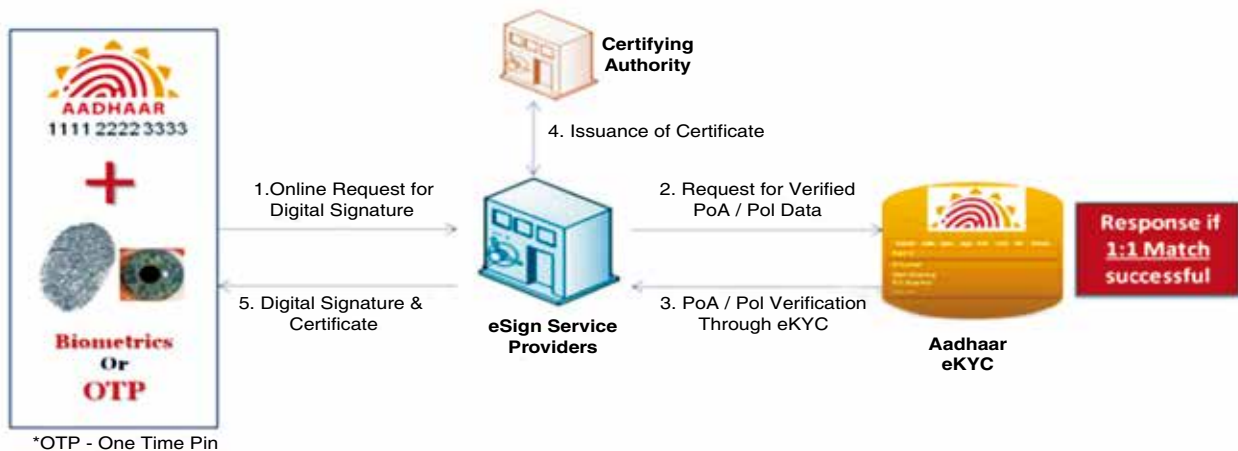 AADHAAR
1111 2222 3333
+
Biometrics
Or
OTP
*OTP - One Time Pin
1.Online Request for
Digital Signature
5. Digital Signature &
Certificate
Certifying
Authority
4. Issuance of Certificate
eSign Service
Providers
2. Request for Verified
PoA / PoI Data
3. PoA / PoI Verification
Through eKYC
Aadhaar
eKYC
Response if
1:1 Match
successful